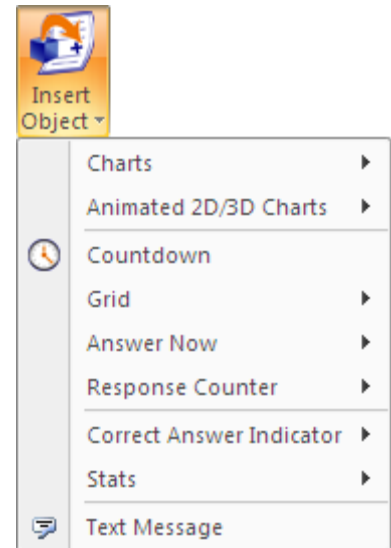 Insert
Object
Charts
Animated 2D/3D Charts
Countdown
Grid
Answer Now
Response Counter
Correct Answer Indicator
Stats
Text Message